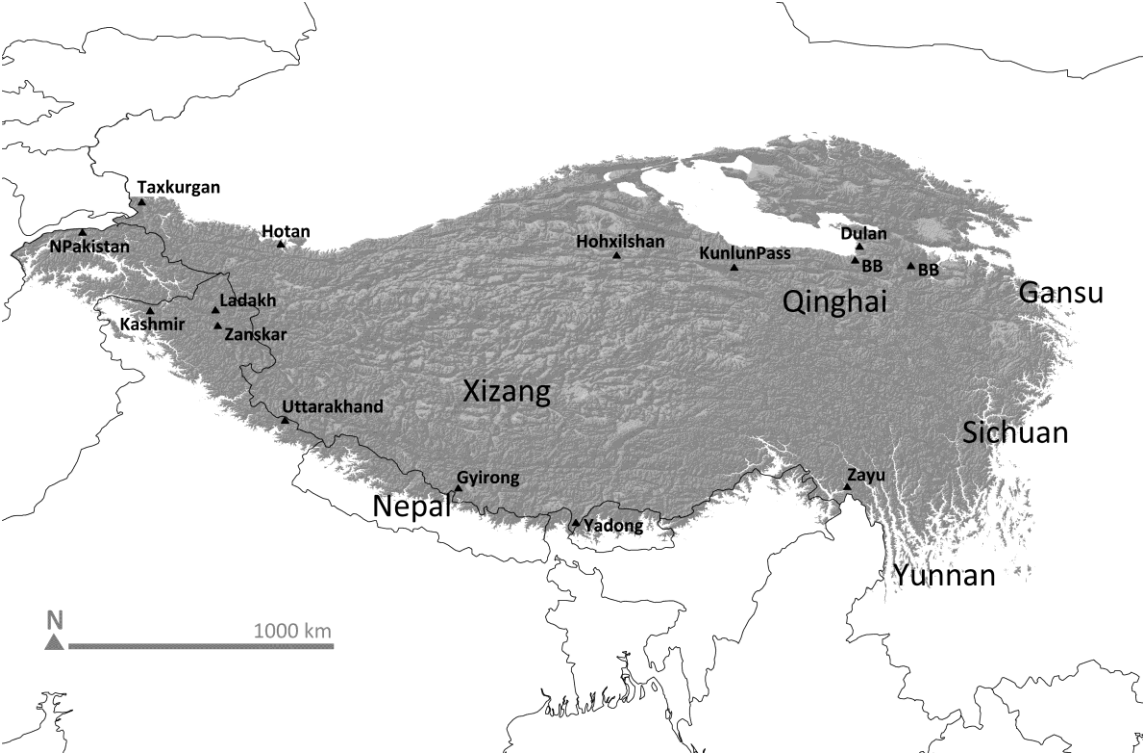 Taxkurgan
Hotan
NPakistan
Dulan
Hohxilshan
KunlunPass
BB
BB
Gansu
Qinghai
Ladakh
Kashmir
Zanskar
Xizang
Uttarakhand
Sichuan
Gyirong
Zayu
Nepal
Yadong
Yunnan
N
1000 km